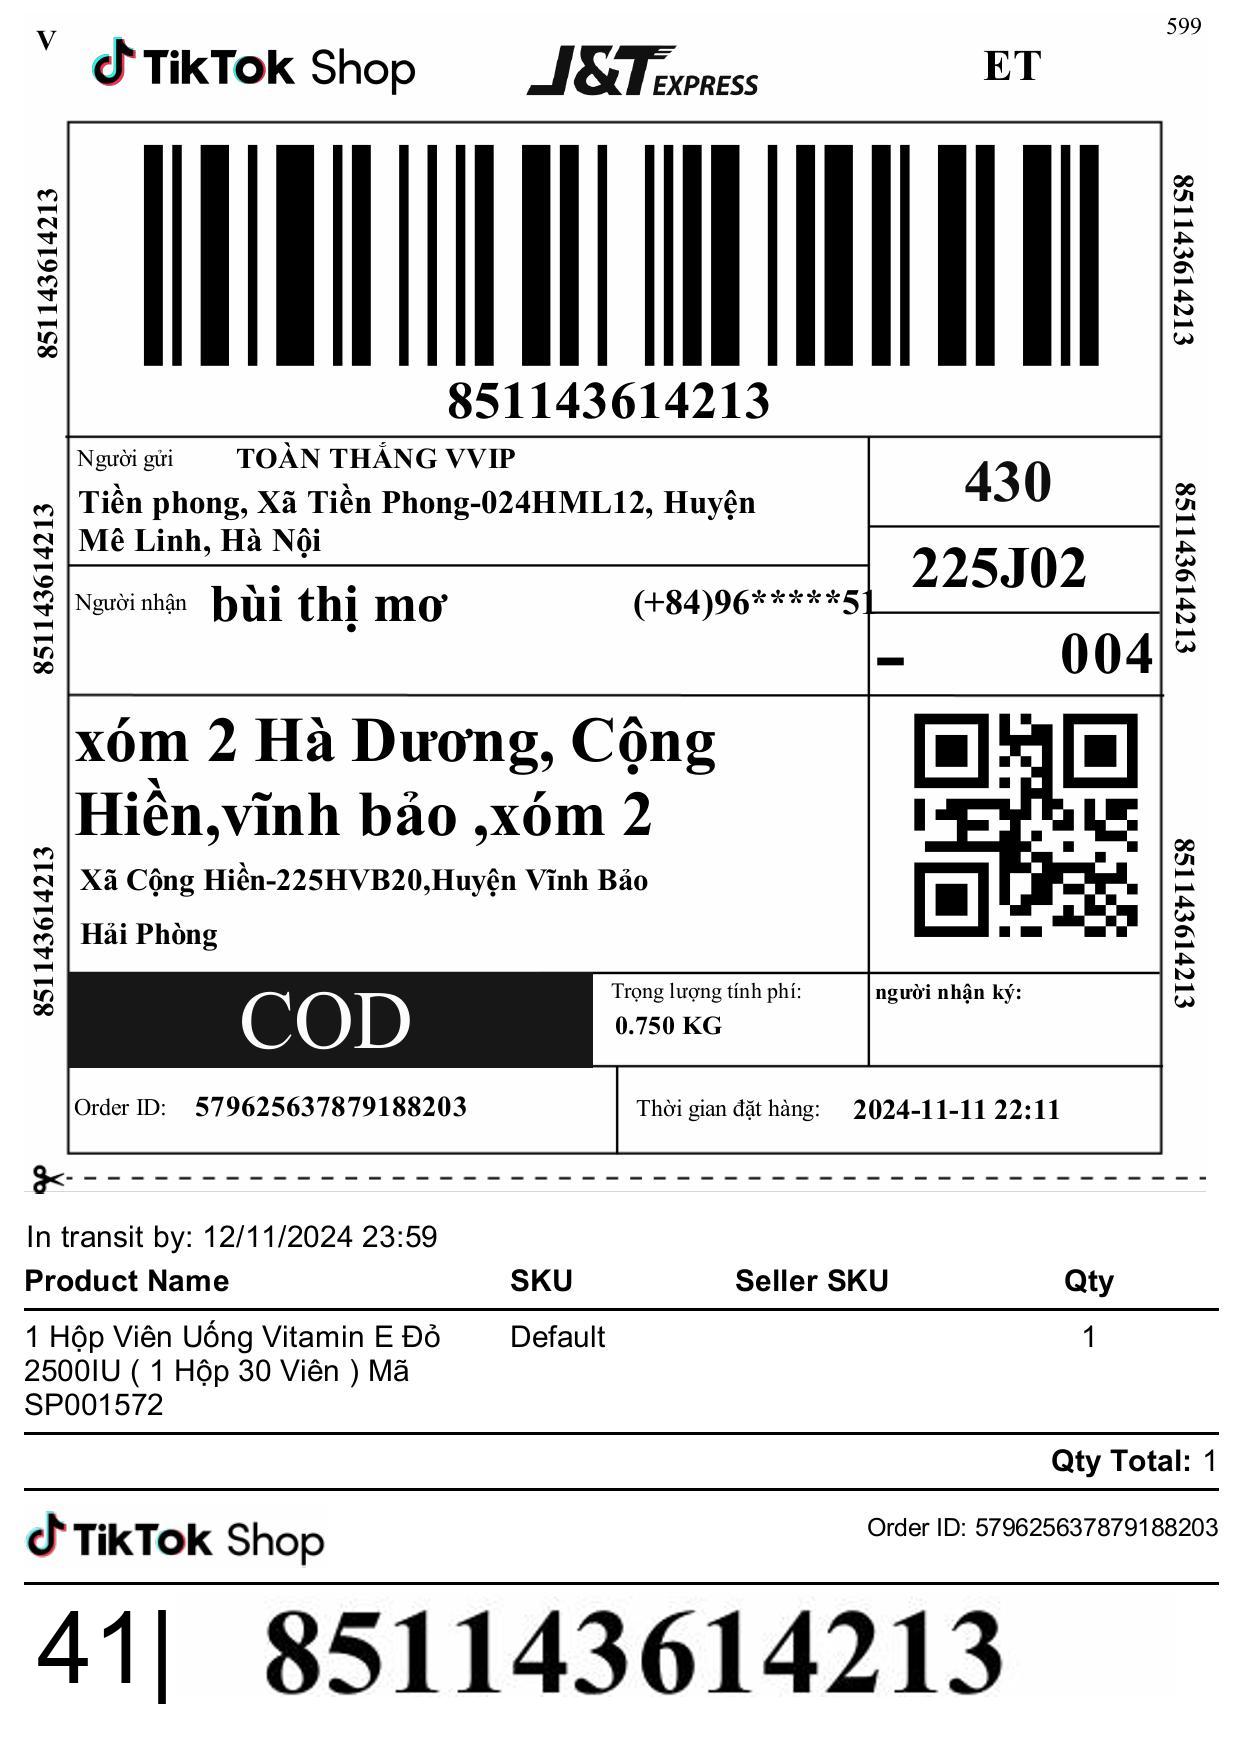 599
V
TikTok Shop
J&T EXPRESS
ET
851143614213
851143614213
851143614213
Người gửi TOÀN THẮNG VVIP
Tiền phong, Xã Tiền Phong-024HML12, Huyện
Mê Linh, Hà Nội
430
225J02
851143614213
851143614213
Người nhận bùi thị mơ (+84)96*****51
- 004
xóm 2 Hà Dương, Cộng
Hiền,vĩnh bảo ,xóm 2
Xã Cộng Hiền-225HVB20,Huyện Vĩnh Bảo
Hải Phòng
851143614213
851143614213
COD
Trọng lượng tính phí:
0.750 KG
người nhận ký:
Order ID: 579625637879188203
Thời gian đặt hàng: 2024-11-11 22:11
In transit by: 12/11/2024 23:59
Product Name SKU Seller SKU Qty
1 Hộp Viên Uống Vitamin E Đỏ Default 1
2500IU ( 1 Hộp 30 Viên ) Mã
SP001572
Qty Total: 1
TikTok Shop
Order ID: 579625637879188203
41| 851143614213